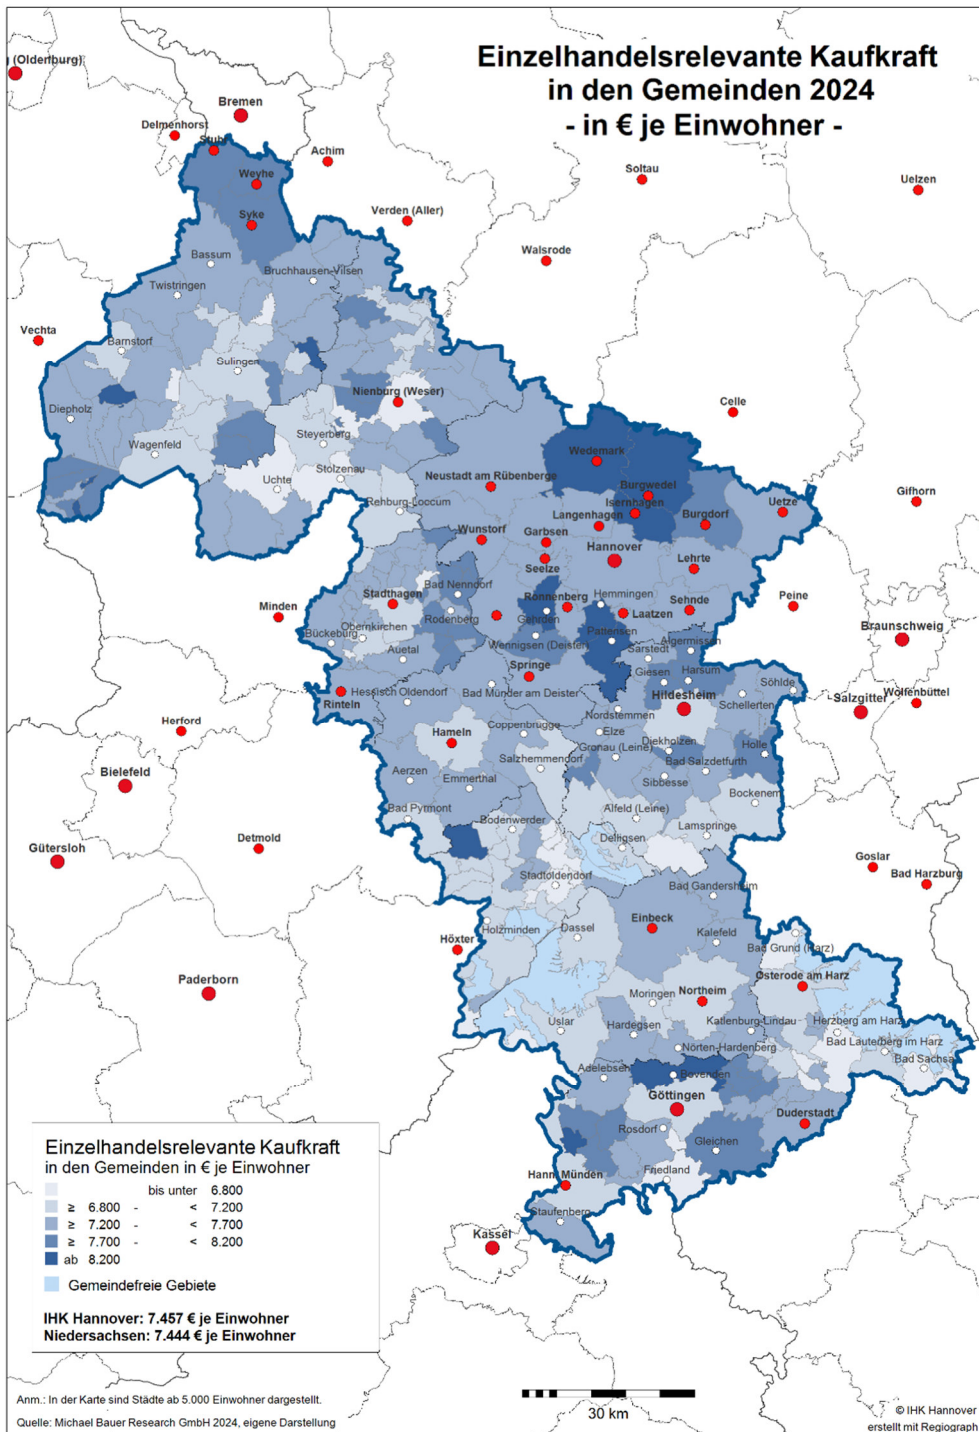 Einzelhandelsrelevante Kaufkraft
in den Gemeinden 2024
- in € je Einwohner -
(Oldenburg)
Bremen
Delmenhorst
Stuhr
Achim
Weyhe
Soltau
Uelzen
Syke
Verden (Aller)
Walsrode
Bassum
Bruchhausen-Vilsen
Twistringen
Vechta
Barnstorf
Sulingen
Nienburg (Weser)
Celle
Diepholz
Steyerberg
Wagenfeld
Wedemark
Stolzenau
Uchte
Neustadt am Rübenberge
Burgwedel
Gifhorn
Rehburg-Loccum
Isernhagen
Uetze
Langenhagen
Burgdorf
Wunstorf
Garbsen
Hannover
Lehrte
Seelze
Bad Nenndorf
Stadthagen
Ronnenberg
Hemmingen
Minden
Rodenberg
Gehrden
Laatzen
Sehnde
Peine
Obernkirchen
Braunschweig
Bückeburg
Wennigsen (Deister)
Pattensen
Algermissen
Auetal
Sarstedt
Springe
Giesen
Harsum
Söhlde
Hessisch Oldendorf
Bad Münder am Deister
Hildesheim
Salzgitter
Wolfenbüttel
Rinteln
Schellerten
Nordstemmen
Herford
Coppenbrügge
Elze
Hameln
Diekholzen
Gronau (Leine)
Holle
Salzhemmendorf
Bad Salzdetfurth
Bielefeld
Aerzen
Emmerthal
Sibbesse
Bockenem
Bad Pyrmont
Alfeld (Leine)
Bodenwerder
Lamspringe
Detmold
Delligsen
Gütersloh
Goslar
Bad Harzburg
Stadtoldendorf
Bad Gandersheim
Einbeck
Holzminden
Dassel
Kalefeld
Höxter
Bad Grund (Harz)
Paderborn
Osterode am Harz
Moringen
Northeim
Uslar
Hardegsen
Katlenburg-Lindau
Herzberg am Harz
Bad Lauterberg im Harz
Nörten-Hardenberg
Bad Sachsa
Adelebsen
Bovenden
Göttingen
Duderstadt
Rosdorf
Gleichen
Friedland
Hann. Münden
Staufenberg
Kassel
Einzelhandelsrelevante Kaufkraft
in den Gemeinden in € je Einwohner
bis unter 6.800
≥ 6.800 - < 7.200
≥ 7.200 - < 7.700
≥ 7.700 - < 8.200
ab 8.200
Gemeindefreie Gebiete
IHK Hannover: 7.457 € je Einwohner
Niedersachsen: 7.444 € je Einwohner
Anm.: In der Karte sind Städte ab 5.000 Einwohner dargestellt.
Quelle: Michael Bauer Research GmbH 2024, eigene Darstellung
30 km
© IHK Hannover
erstellt mit Regiograph